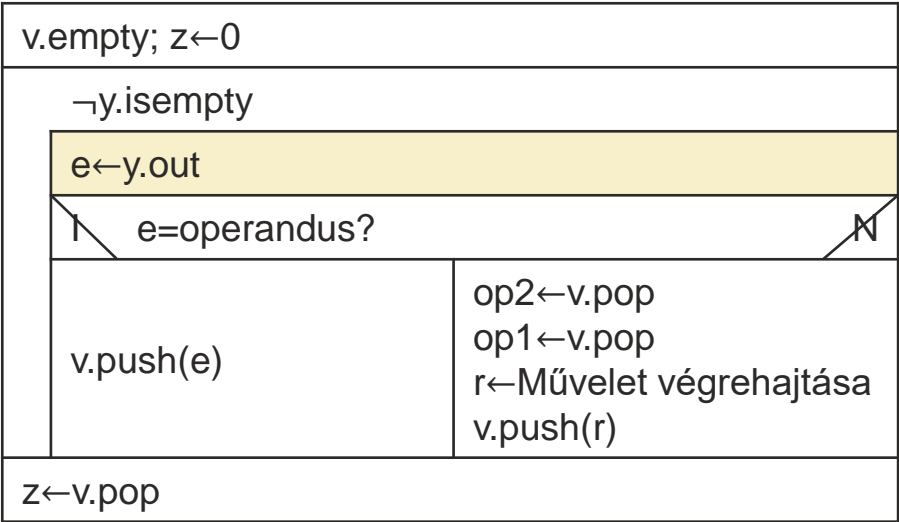 v.empty; z←0
¬y.isempty
e←y.out
I e=operandus? N
v.push(e)
op2←v.pop
op1←v.pop
r←Művelet végrehajtása
v.push(r)
z←v.pop